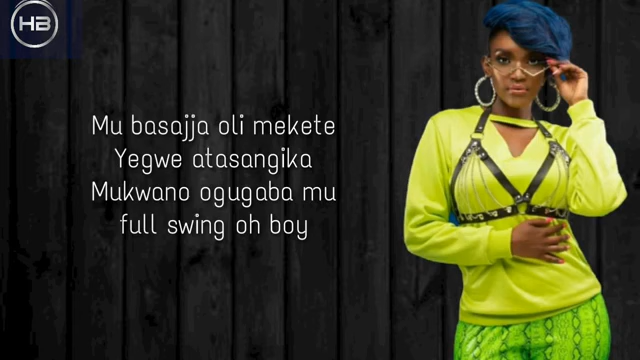 HB
Mu basajja oli mekete
Yegwe atasangika
Mukwano ogugaba mu
full swing oh boy